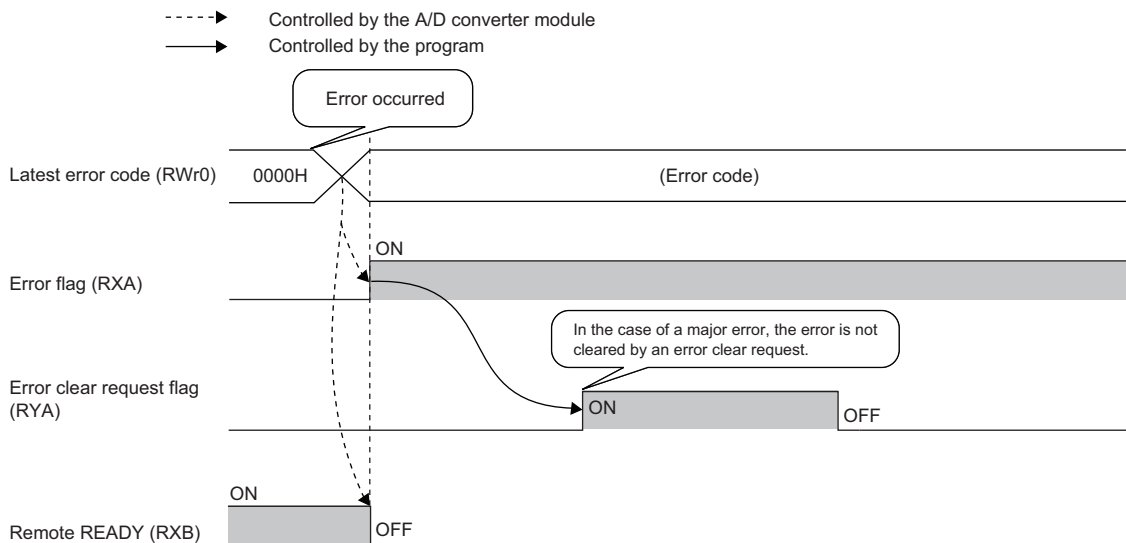 Controlled by the A/D converter module
Controlled by the program
Error occurred
Latest error code (RWr0)
0000H
(Error code)
ON
Error flag (RXA)
In the case of a major error, the error is not
cleared by an error clear request.
Error clear request flag
(RYA)
ON
OFF
ON
Remote READY (RXB)
OFF